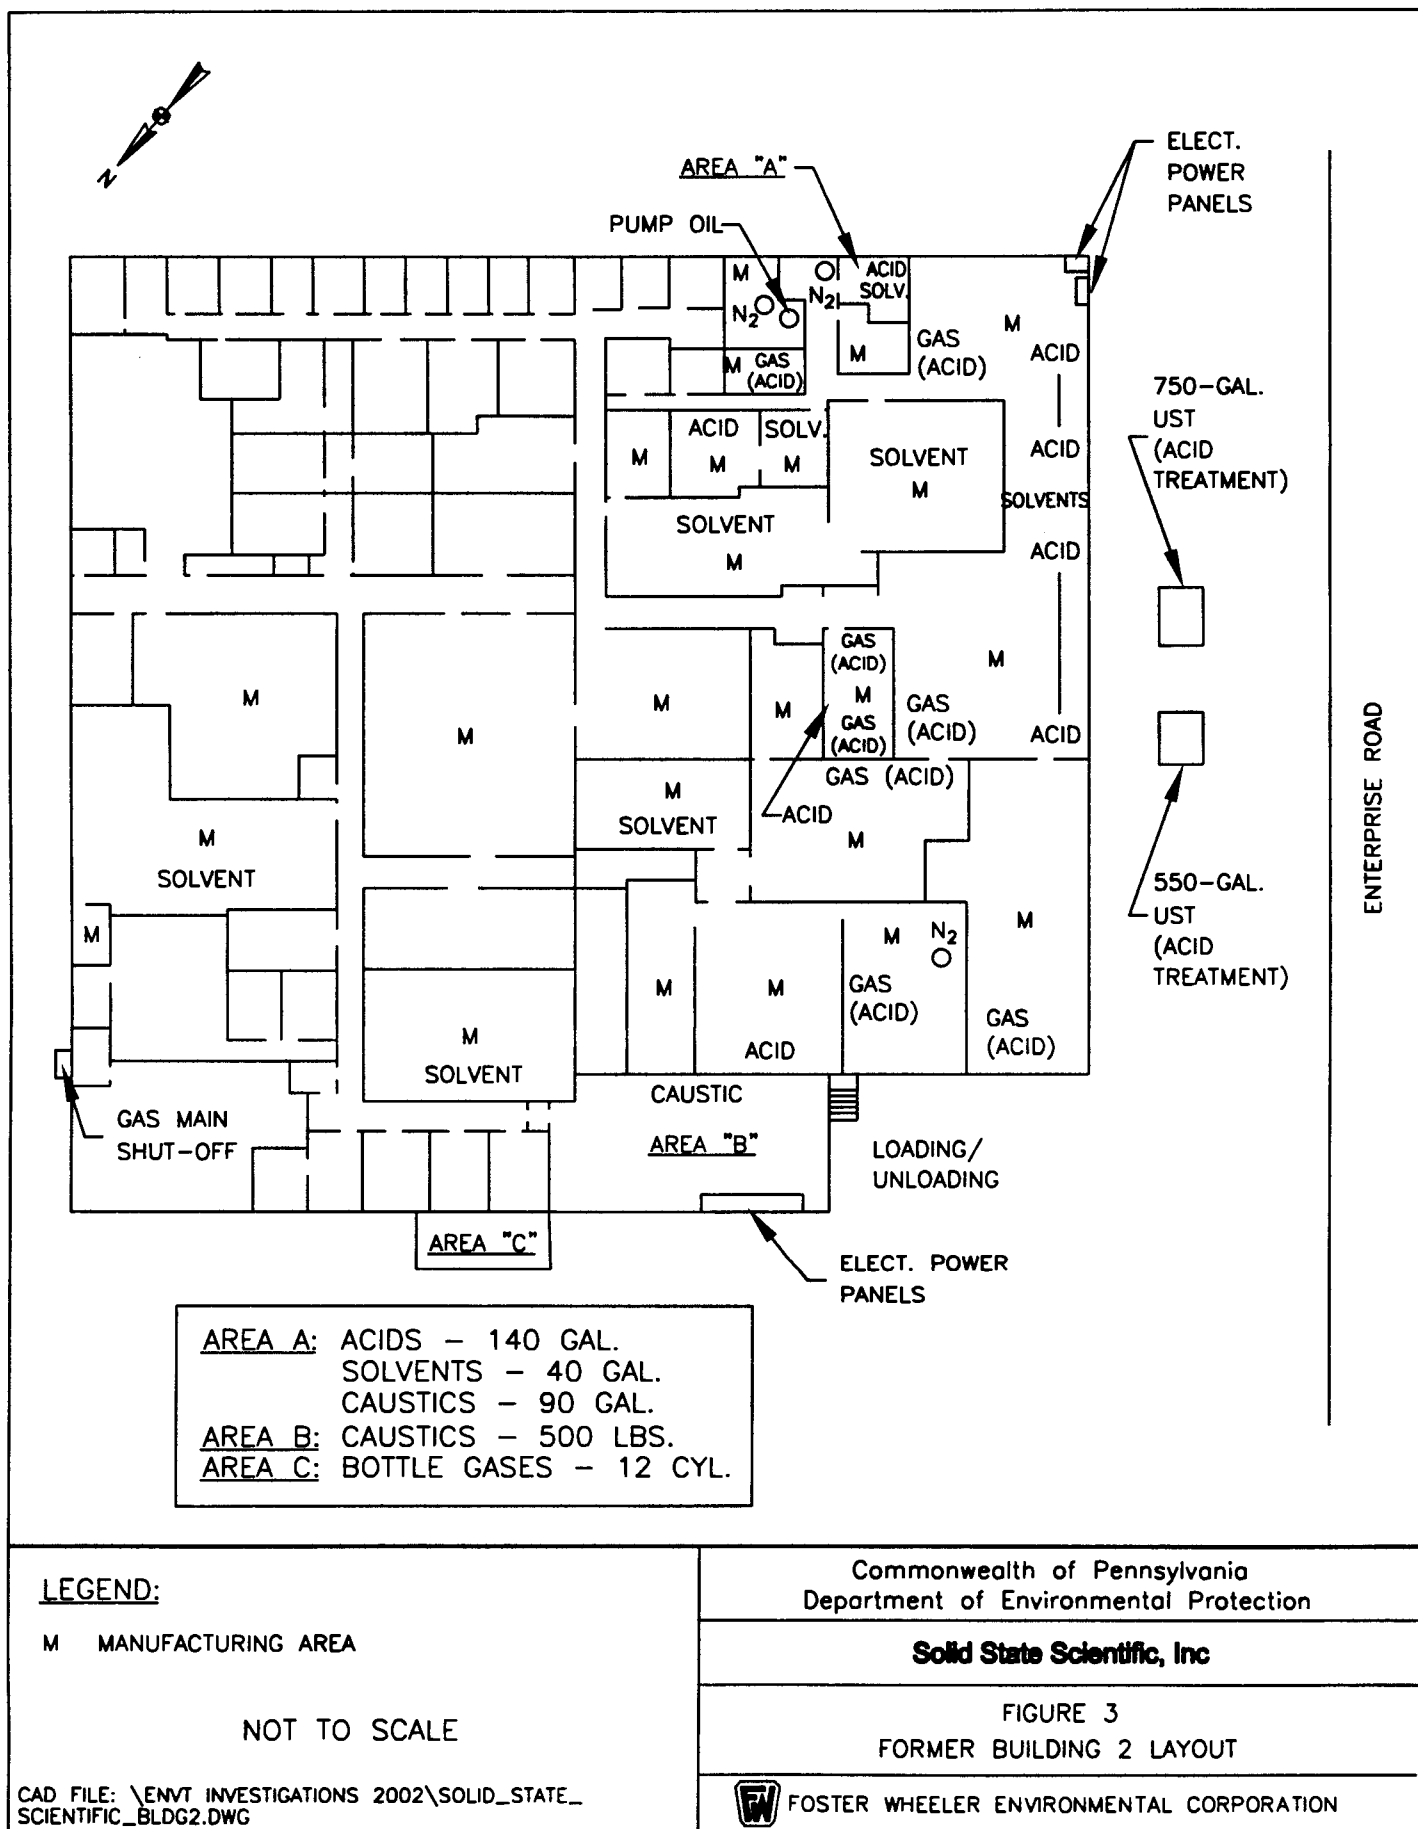 N
AREA "A"
PUMP OIL
ELECT.
POWER
PANELS
M
N2
N2
ACID
SOLV.
M
GAS
(ACID)
M
GAS
(ACID)
M
ACID
M
ACID
SOLV.
M
M
M
SOLVENT
M
ACID
SOLVENTS
ACID
SOLVENT
M
750-GAL.
UST
(ACID
TREATMENT)
GAS
(ACID)
M
GAS
(ACID)
M
M
M
M
M
GAS
(ACID)
M
ACID
GAS (ACID)
ACID
M
SOLVENT
M
M
SOLVENT
550-GAL.
UST
(ACID
TREATMENT)
ENTERPRISE ROAD
M
M
M
ACID
M
N2
GAS
(ACID)
M
GAS
(ACID)
M
SOLVENT
CAUSTIC
GAS MAIN
SHUT-OFF
AREA "B"
LOADING/
UNLOADING
AREA "C"
ELECT. POWER
PANELS
AREA A: ACIDS - 140 GAL.
SOLVENTS - 40 GAL.
CAUSTICS - 90 GAL.
AREA B: CAUSTICS - 500 LBS.
AREA C: BOTTLE GASES - 12 CYL.
LEGEND:
M MANUFACTURING AREA
NOT TO SCALE
CAD FILE: \ENVT INVESTIGATIONS 2002\SOLID_STATE_
SCIENTIFIC_BLDG2.DWG
Commonwealth of Pennsylvania
Department of Environmental Protection
Solid State Scientific, Inc
FIGURE 3
FORMER BUILDING 2 LAYOUT
FW
FOSTER WHEELER ENVIRONMENTAL CORPORATION